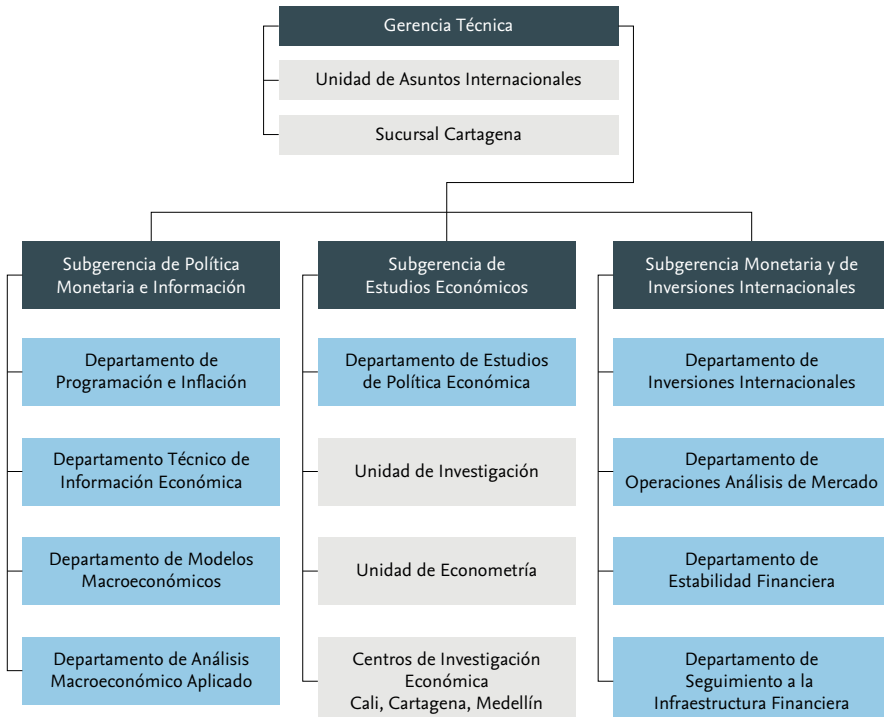 Gerencia Técnica
Unidad de Asuntos Internacionales
Sucursal Cartagena
Subgerencia de Política
Monetaria e Información
Departamento de
Programación e Inflación
Departamento Técnico de
Información Económica
Departamento de Modelos
Macroeconómicos
Departamento de Análisis
Macroeconómico Aplicado
Subgerencia de
Estudios Económicos
Departamento de Estudios
de Política Económica
Unidad de Investigación
Unidad de Econometría
Centros de Investigación
Económica
Cali, Cartagena, Medellín
Subgerencia Monetaria y de
Inversiones Internacionales
Departamento de
Inversiones Internacionales
Departamento de
Operaciones Análisis de Mercado
Departamento de
Estabilidad Financiera
Departamento de
Seguimiento a la
Infraestructura Financiera